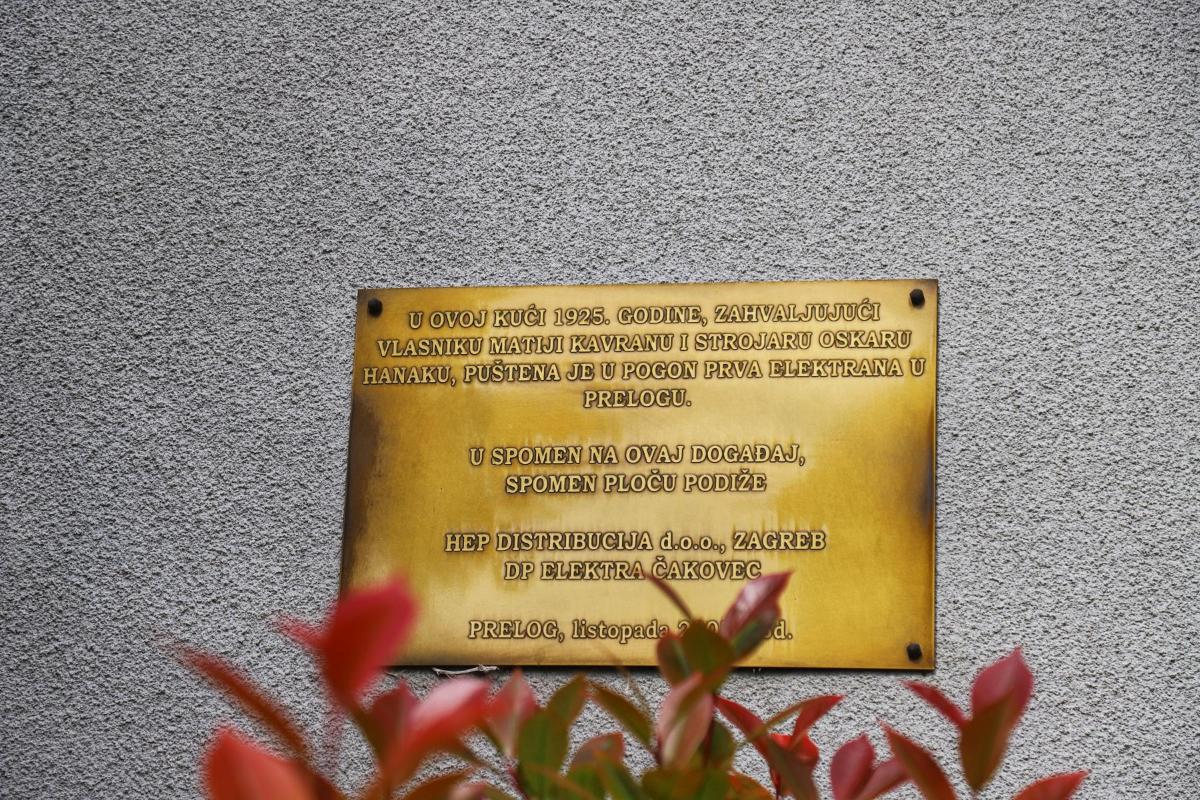 U OVOJ KUĆI 1925. GODINE, ZAHVALJUJUĆI
VLASNIKU MATIJI KAVRANU I STROJARU OSKARU
HANAKU, PUŠTENA JE U POGON PRVA ELEKTRANA U
PRELOGU.
U SPOMEN NA OVAJ DOGAĐAJ,
SPOMEN PLOČU PODIŽE
HEP DISTRIBUCIJA d.o.o., ZAGREB
DP ELEKTRA ČAKOVEC
PRELOG, listopada